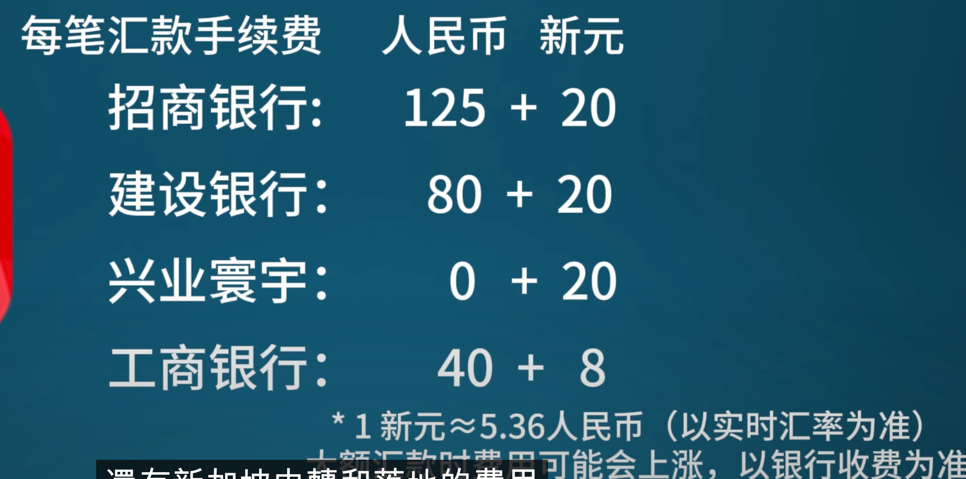 每笔汇款手续费 人民币 新元
招商银行: 125 + 20
建设银行： 80 + 20
兴业寰宇： 0 + 20
工商银行： 40 + 8
* 1 新元≈5.36人民币（以实时汇率为准）
大额汇款时费用可能会上涨，以银行收费为准
還有新加坡中轉和落地的費用